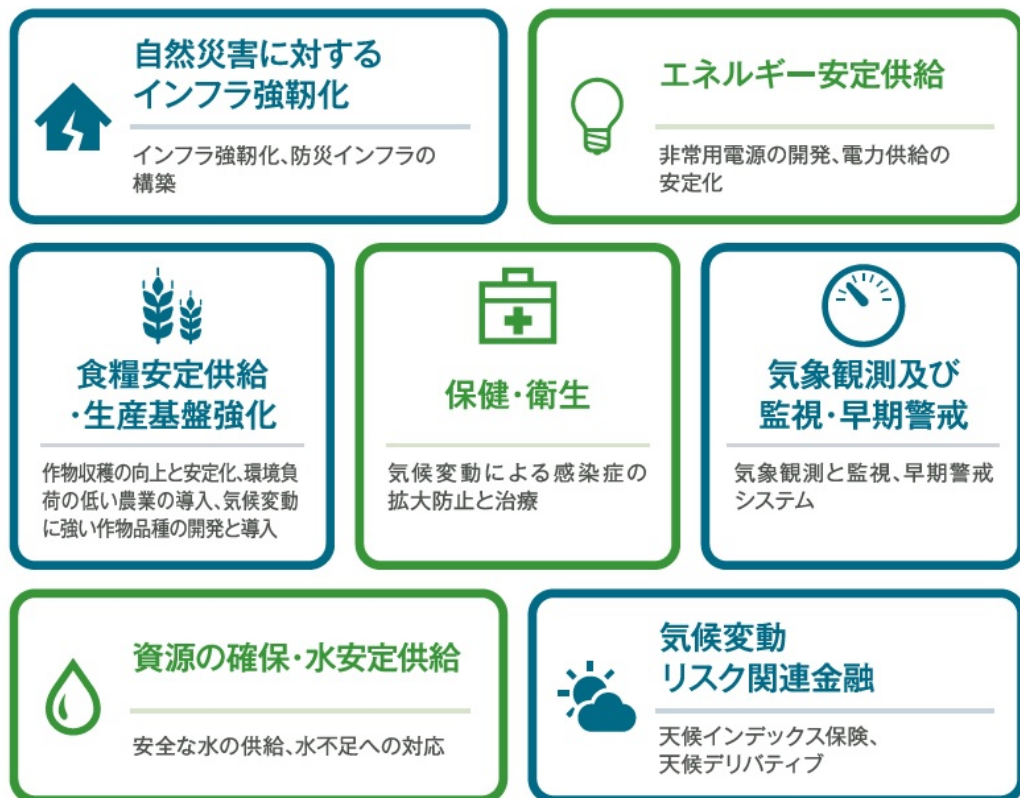 自然災害に対する
インフラ強靭化
インフラ強靭化、防災インフラの
構築
エネルギー安定供給
非常用電源の開発、電力供給の
安定化
食糧安定供給
・生産基盤強化
作物収穫の向上と安定化、環境負
荷の低い農業の導入、気候変動
に強い作物品種の開発と導入
保健・衛生
気候変動による感染症の
拡大防止と治療
気象観測及び
監視・早期警戒
気象観測と監視、早期警戒
システム
資源の確保・水安定供給
安全な水の供給、水不足への対応
気候変動
リスク関連金融
天候インデックス保険、
天候デリバティブ